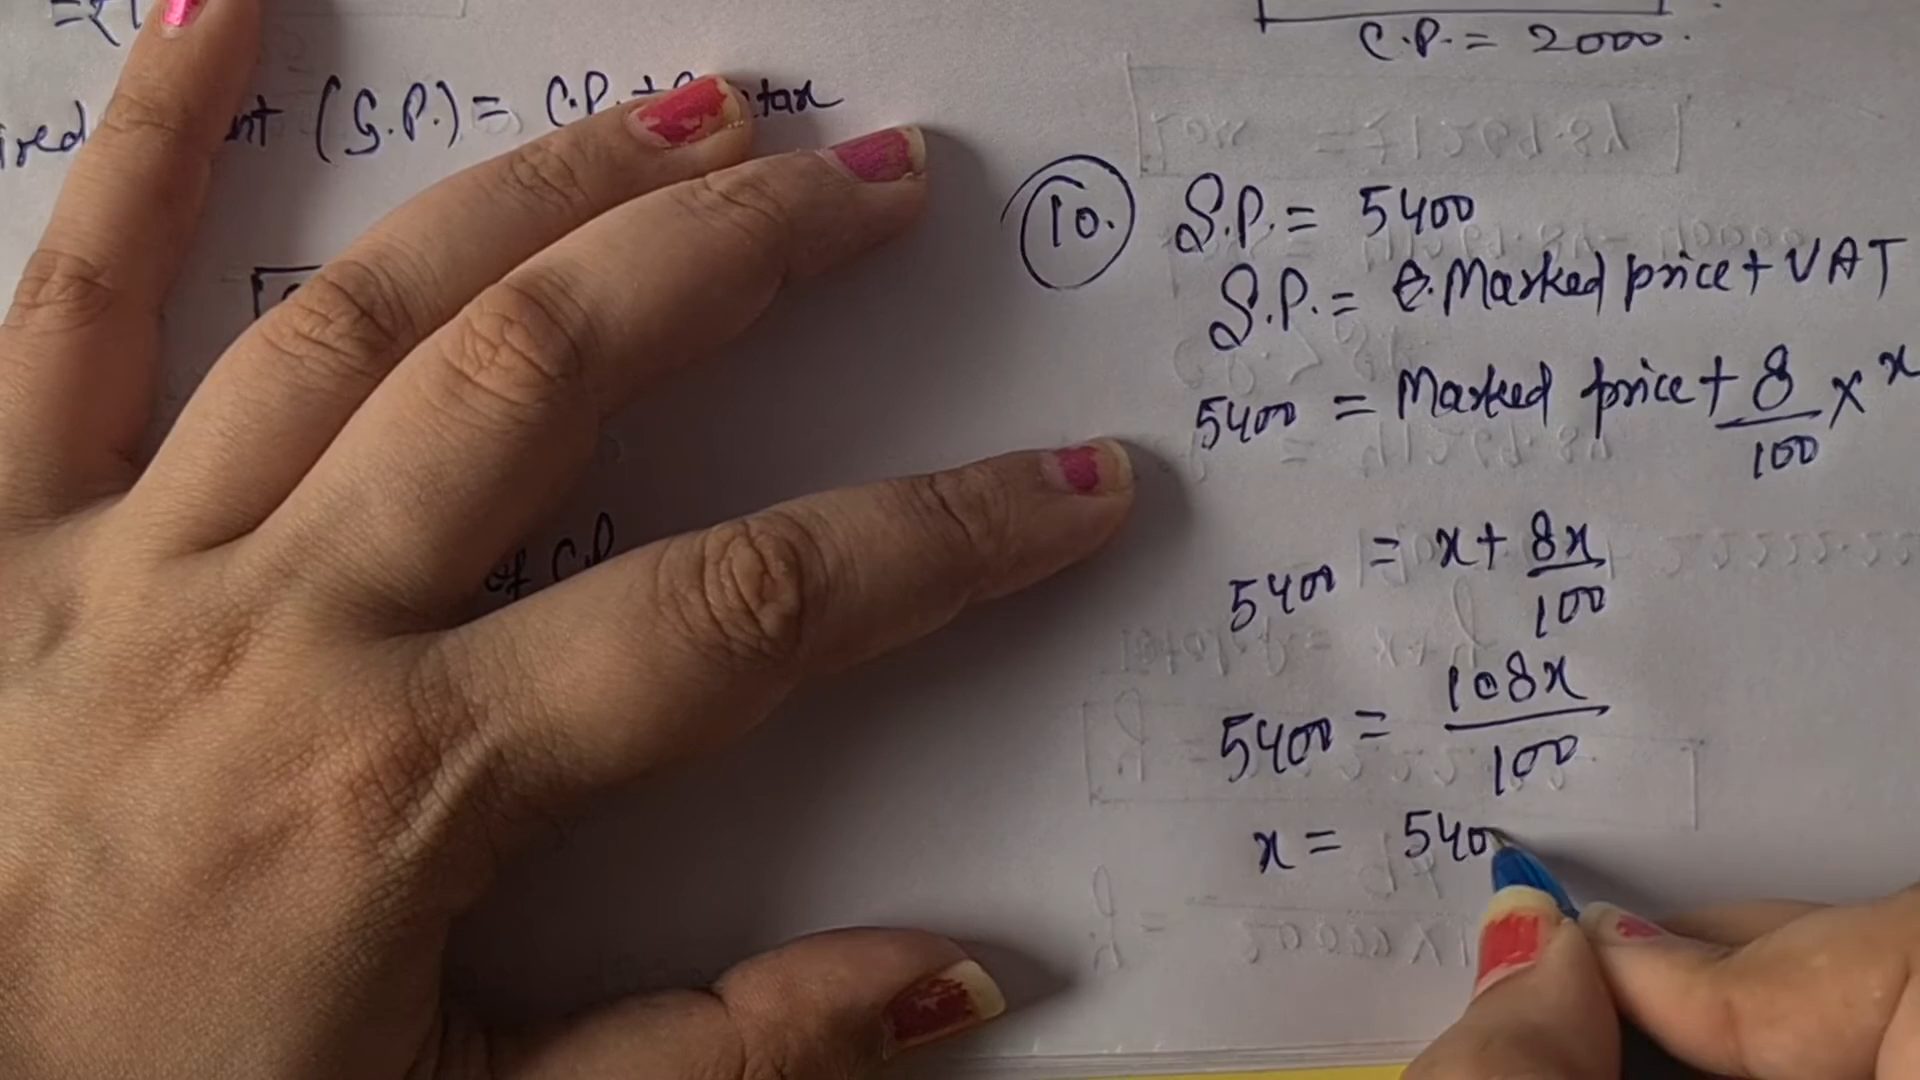 C.P. = 2000.
(S.P.) = C.P. + tax
of C.P.
10. S.P. = 5400
S.P. = Marked price + VAT
5400 = Marked price + 8/100 × x
5400 = x + 8x/100
5400 = 108x/100
x = 540